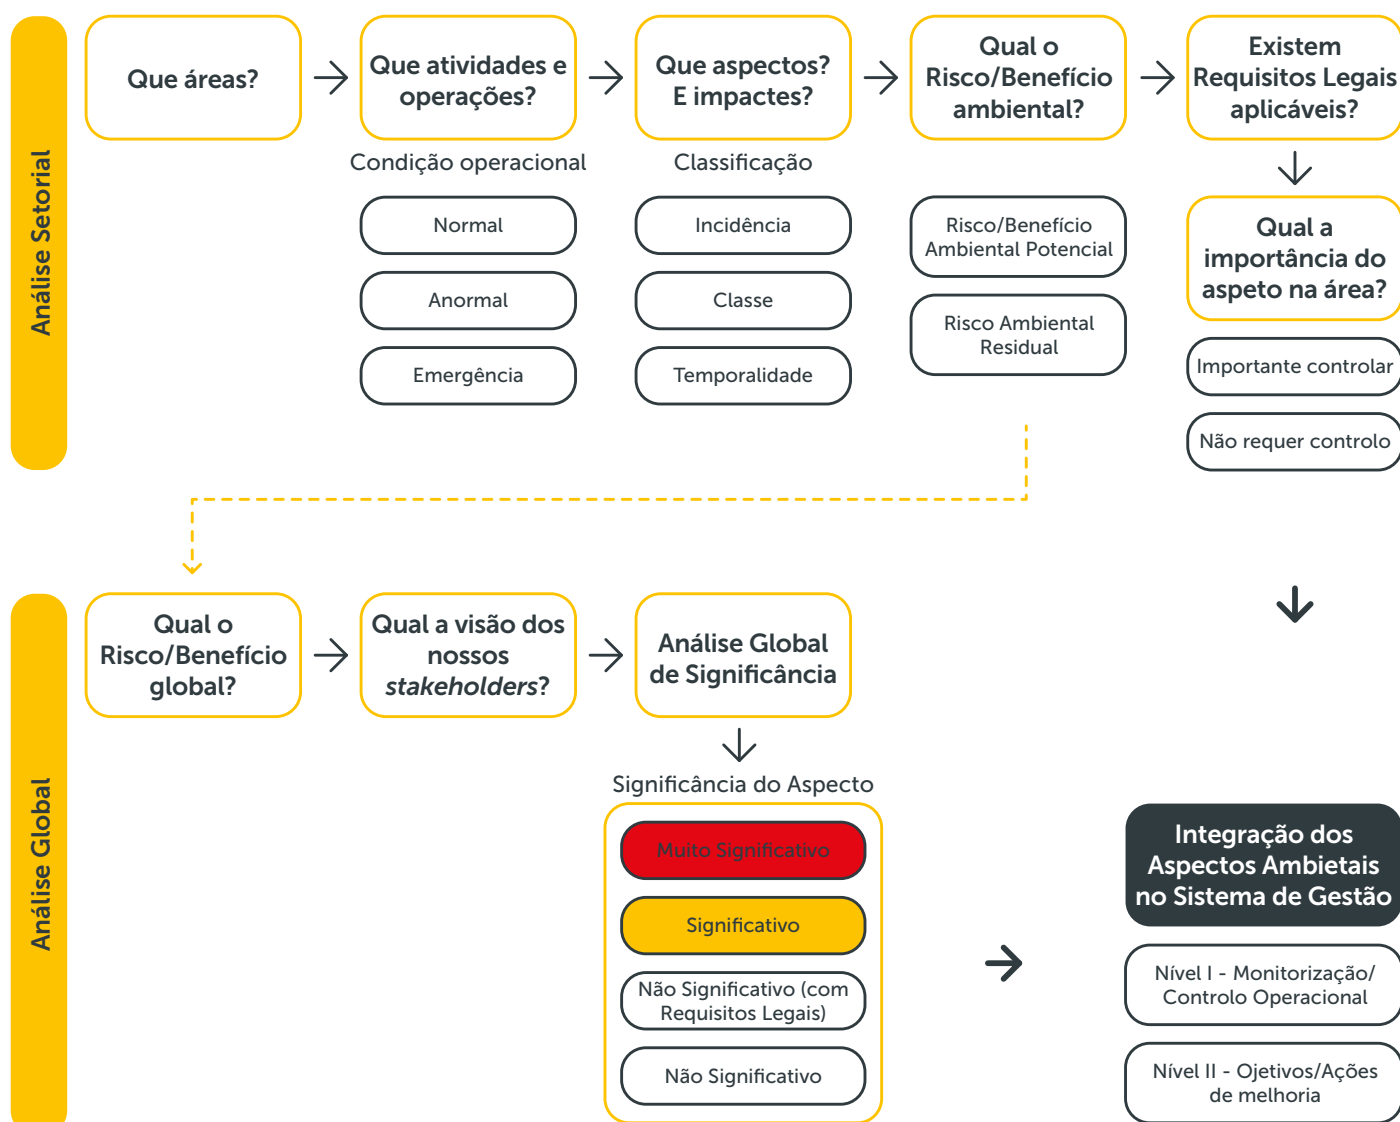 Análise Setorial
Que áreas?
Que atividades e
operações?
Que aspectos?
E impactes?
Qual o
Risco/Benefício
ambiental?
Existem
Requisitos Legais
aplicáveis?
Condição operacional
Normal
Anormal
Emergência
Classificação
Incidência
Classe
Temporalidade
Risco/Benefício
Ambiental Potencial
Risco Ambiental
Residual
Qual a
importância do
aspeto na área?
Importante controlar
Não requer controlo
Análise Global
Qual o
Risco/Benefício
global?
Qual a visão dos
nossos
stakeholders?
Análise Global
de Significância
Significância do Aspecto
Muito Significativo
Significativo
Não Significativo (com
Requisitos Legais)
Não Significativo
Integração dos
Aspectos Ambietais
no Sistema de Gestão
Nível I - Monitorização/
Controlo Operacional
Nível II - Ojetivos/Ações
de melhoria